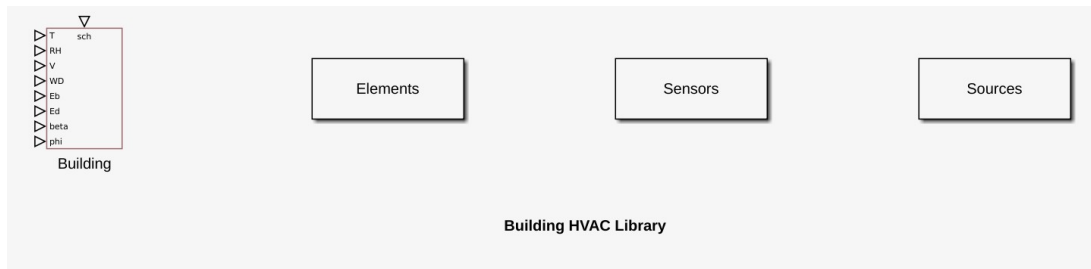 sch
T
RH
V
WD
Eb
Ed
beta
phi
Building
Elements
Sensors
Sources
Building HVAC Library